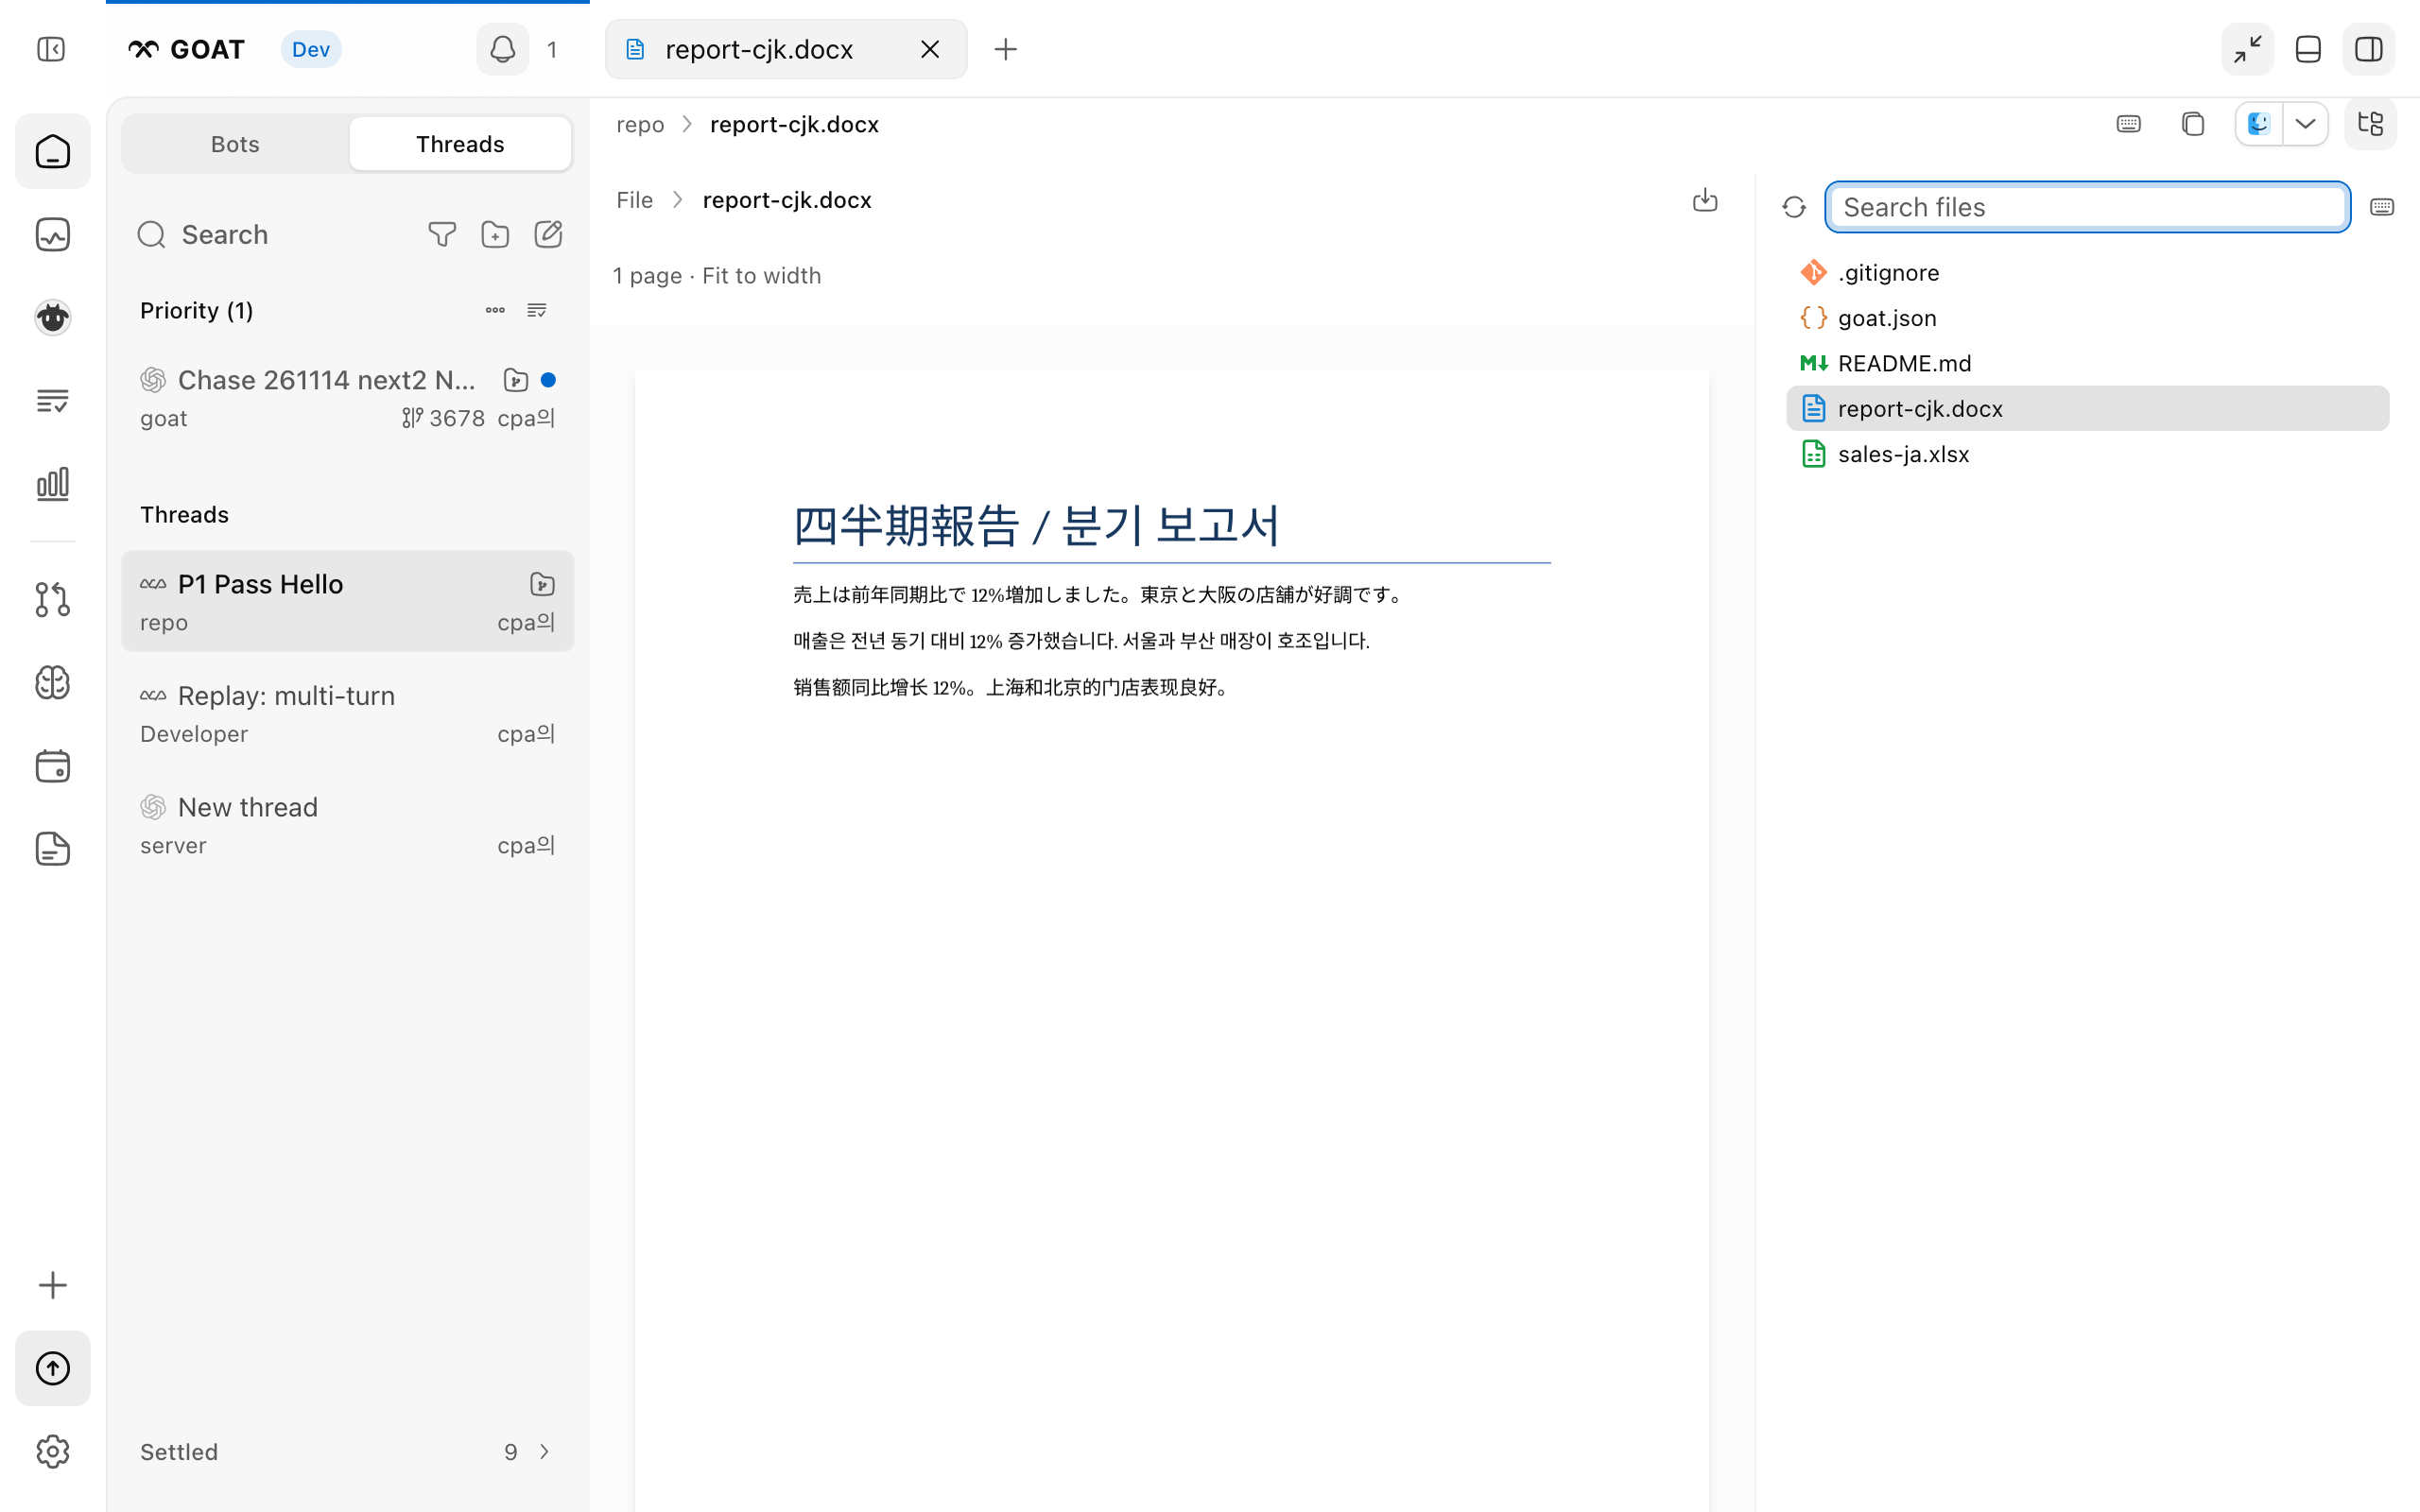 GOAT
Dev
1
report-cjk.docx
Bots
Threads
repo
report-cjk.docx
Search
File
report-cjk.docx
Search files
1 page · Fit to width
.gitignore
Priority (1)
goat.json
README.md
Chase 261114 next2 N...
goat
3678
cpa의
report-cjk.docx
sales-ja.xlsx
Threads
四半期報告 / 분기 보고서
P1 Pass Hello
repo
cpa의
売上は前年同期比で 12%増加しました。東京と大阪の店舗が好調です。
매출은 전년 동기 대비 12% 증가했습니다. 서울과 부산 매장이 호조입니다.
销售额同比增长 12%。上海和北京的门店表现良好。
Replay: multi-turn
Developer
cpa의
New thread
server
cpa의
Settled
9